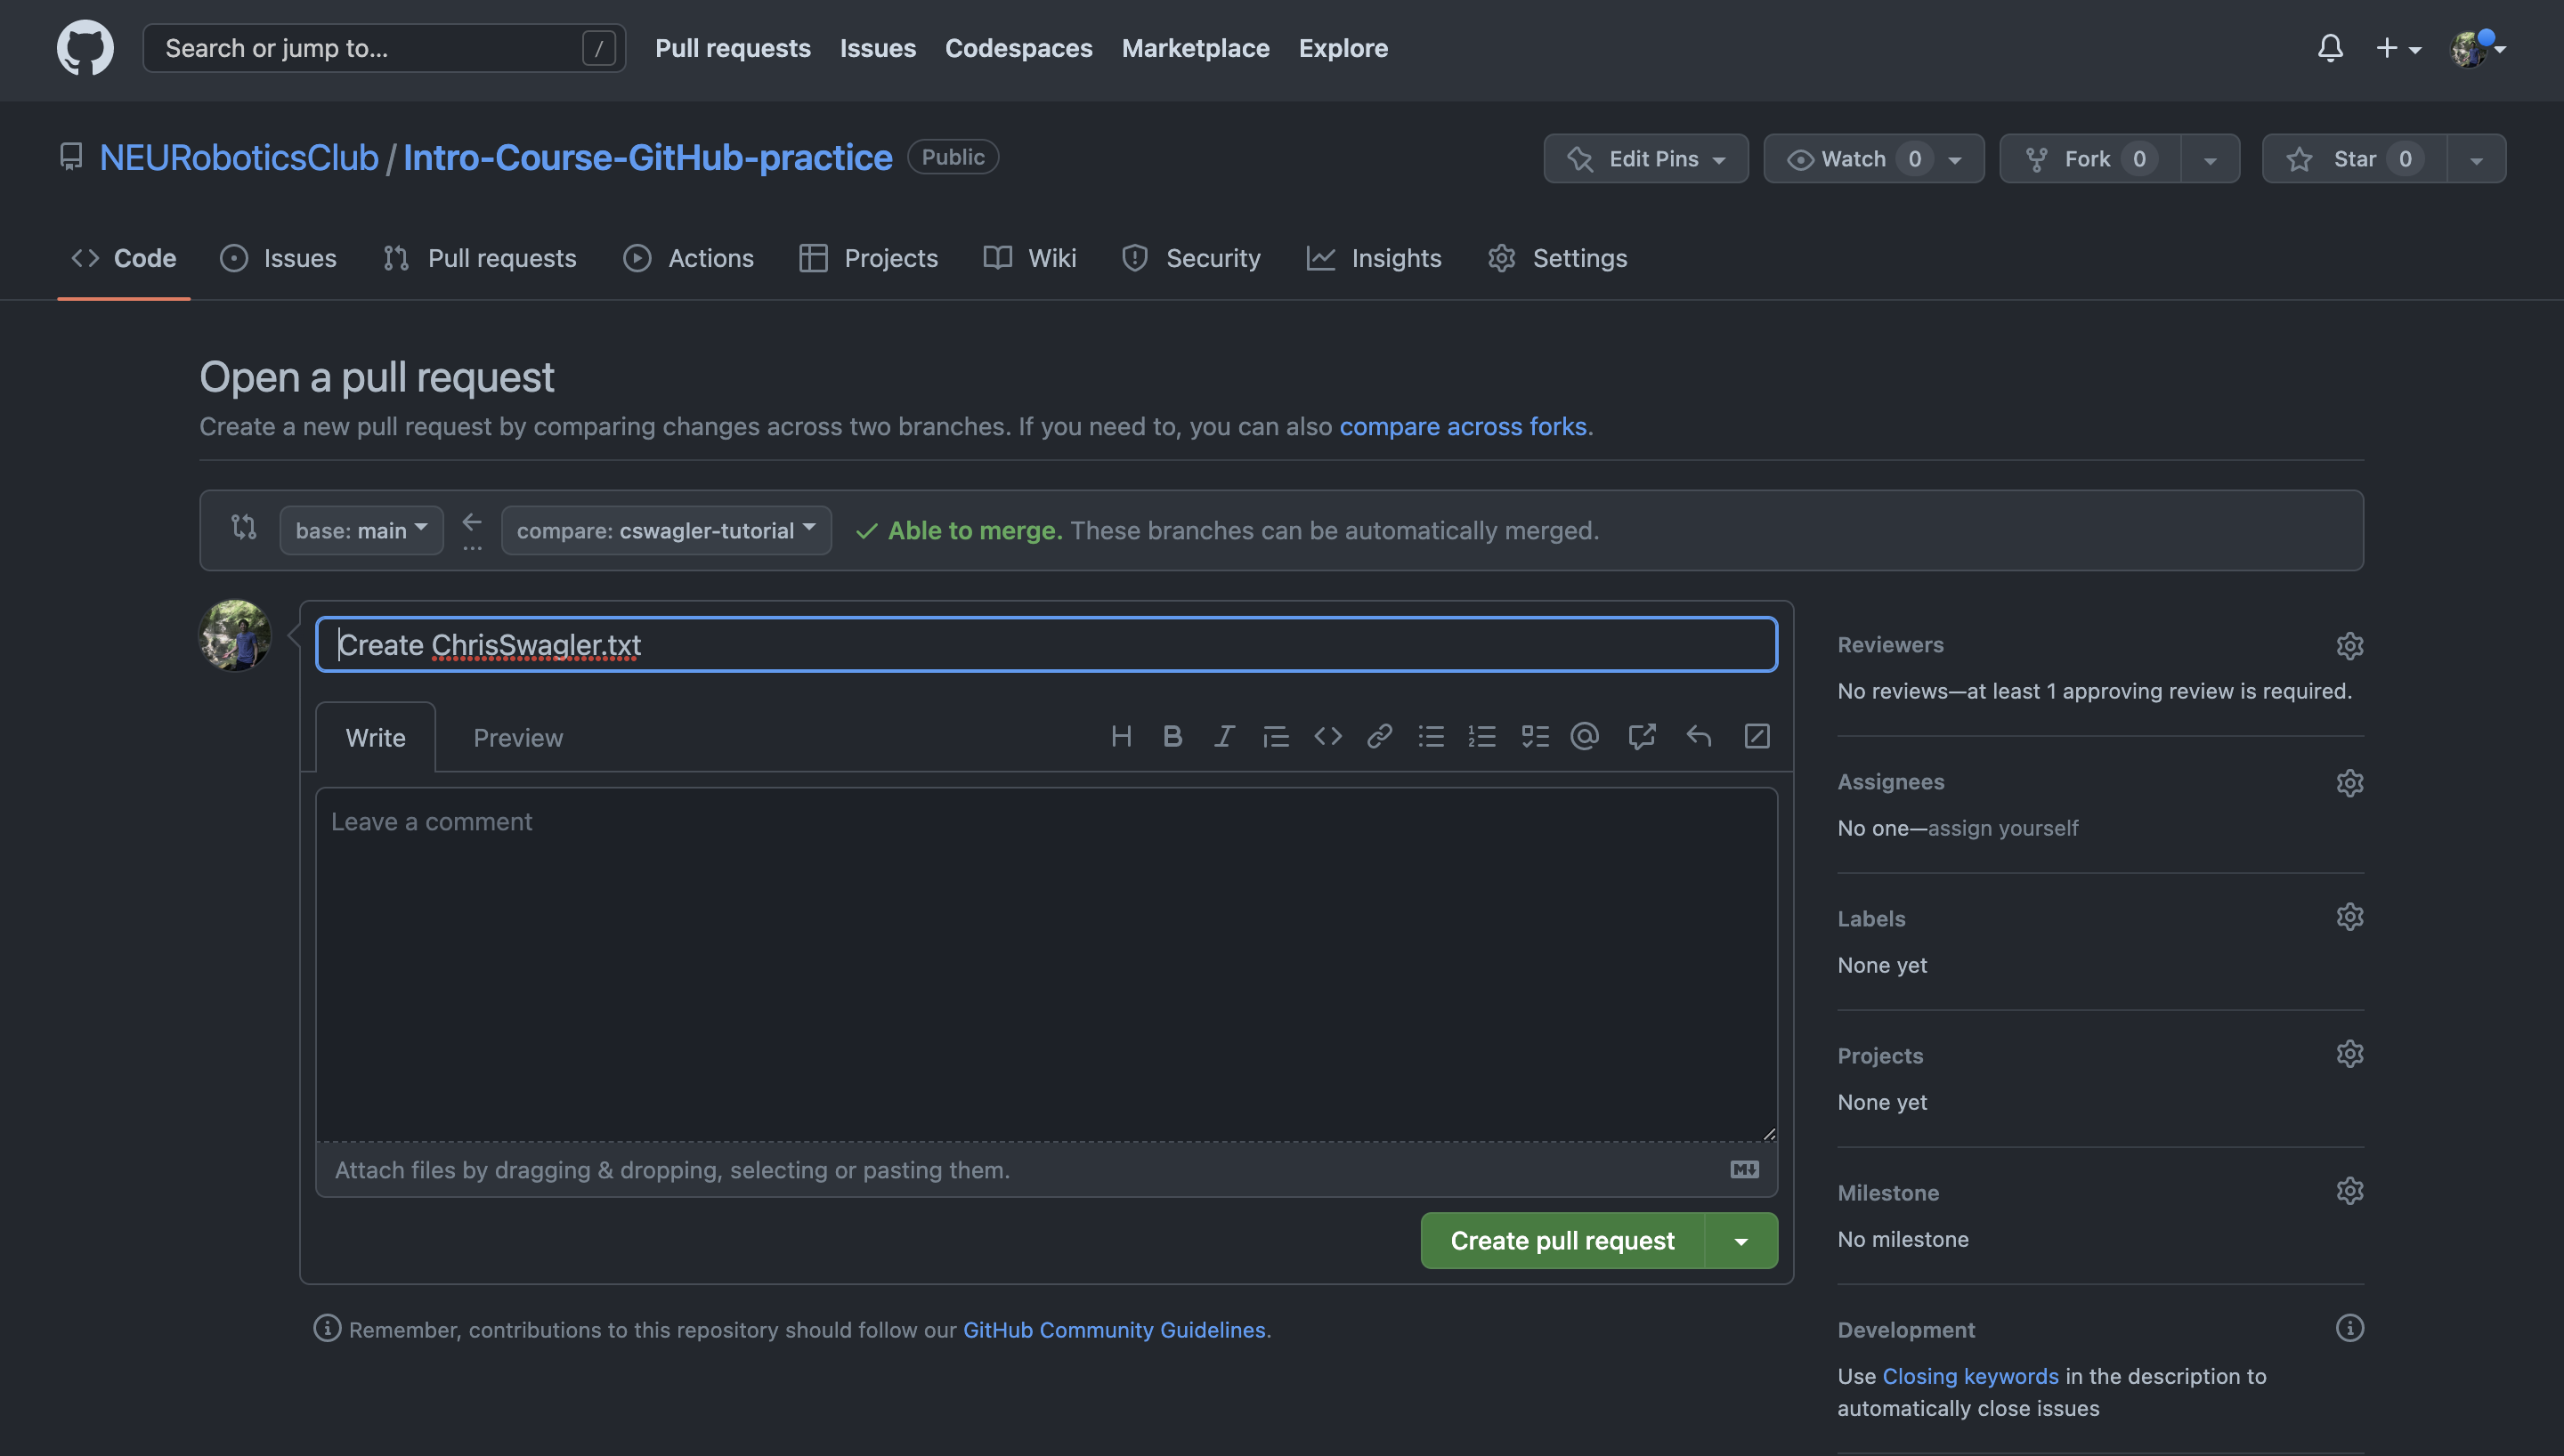 Search or jump to... /
Pull requests Issues Codespaces Marketplace Explore
NEURoboticsClub / Intro-Course-GitHub-practice Public
Edit Pins Watch 0 Fork 0 Star 0
Code Issues Pull requests Actions Projects Wiki Security Insights Settings
Open a pull request
Create a new pull request by comparing changes across two branches. If you need to, you can also compare across forks.
base: main ... compare: cswagler-tutorial Able to merge. These branches can be automatically merged.
Create ChrisSwagler.txt
Write Preview
Leave a comment
Attach files by dragging & dropping, selecting or pasting them.
Create pull request
Remember, contributions to this repository should follow our GitHub Community Guidelines.
Reviewers
No reviews—at least 1 approving review is required.
Assignees
No one—assign yourself
Labels
None yet
Projects
None yet
Milestone
No milestone
Development
Use Closing keywords in the description to
automatically close issues